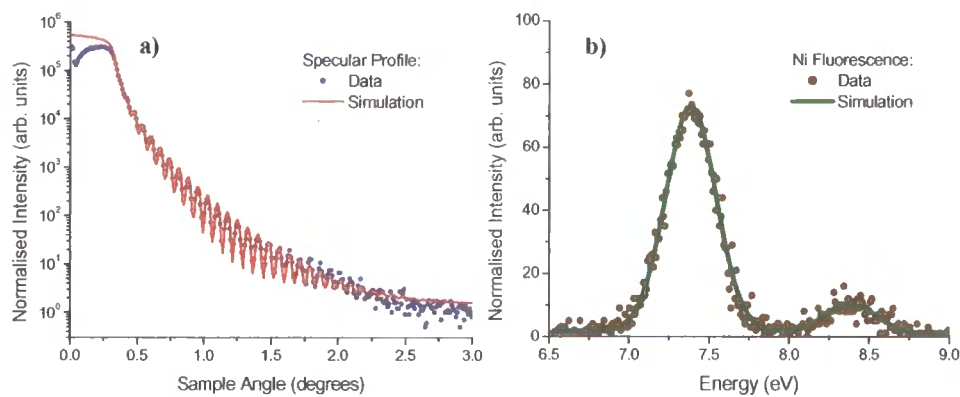 a)
Specular Profile:
Data
Simulation
Normalised Intensity (arb. units)
10^6
10^5
10^4
10^3
10^2
10^1
10^0
0.0 0.5 1.0 1.5 2.0 2.5 3.0
Sample Angle (degrees)
b)
Ni Fluorescence:
Data
Simulation
Normalised Intensity (arb. units)
100
80
60
40
20
0
6.5 7.0 7.5 8.0 8.5 9.0
Energy (eV)